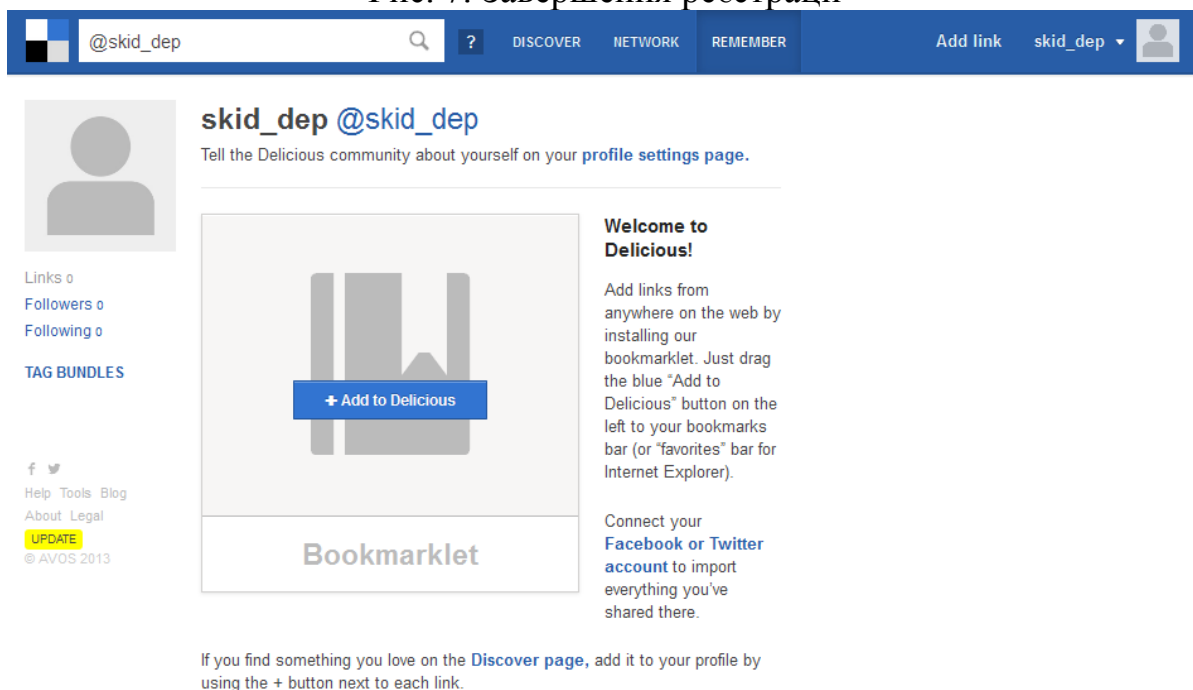 Рис. 7. Завершення реєстрації
@skid_dep ? DISCOVER NETWORK REMEMBER Add link skid_dep
skid_dep @skid_dep
Tell the Delicious community about yourself on your profile settings page.
Links 0
Followers 0
Following 0
TAG BUNDLES
Help Tools Blog
About Legal
UPDATE
© AVOS 2013
+ Add to Delicious
Bookmarklet
Welcome to
Delicious!
Add links from
anywhere on the web by
installing our
bookmarklet. Just drag
the blue “Add to
Delicious” button on the
left to your bookmarks
bar (or “favorites” bar for
Internet Explorer).
Connect your
Facebook or Twitter
account to import
everything you’ve
shared there.
If you find something you love on the Discover page, add it to your profile by
using the + button next to each link.